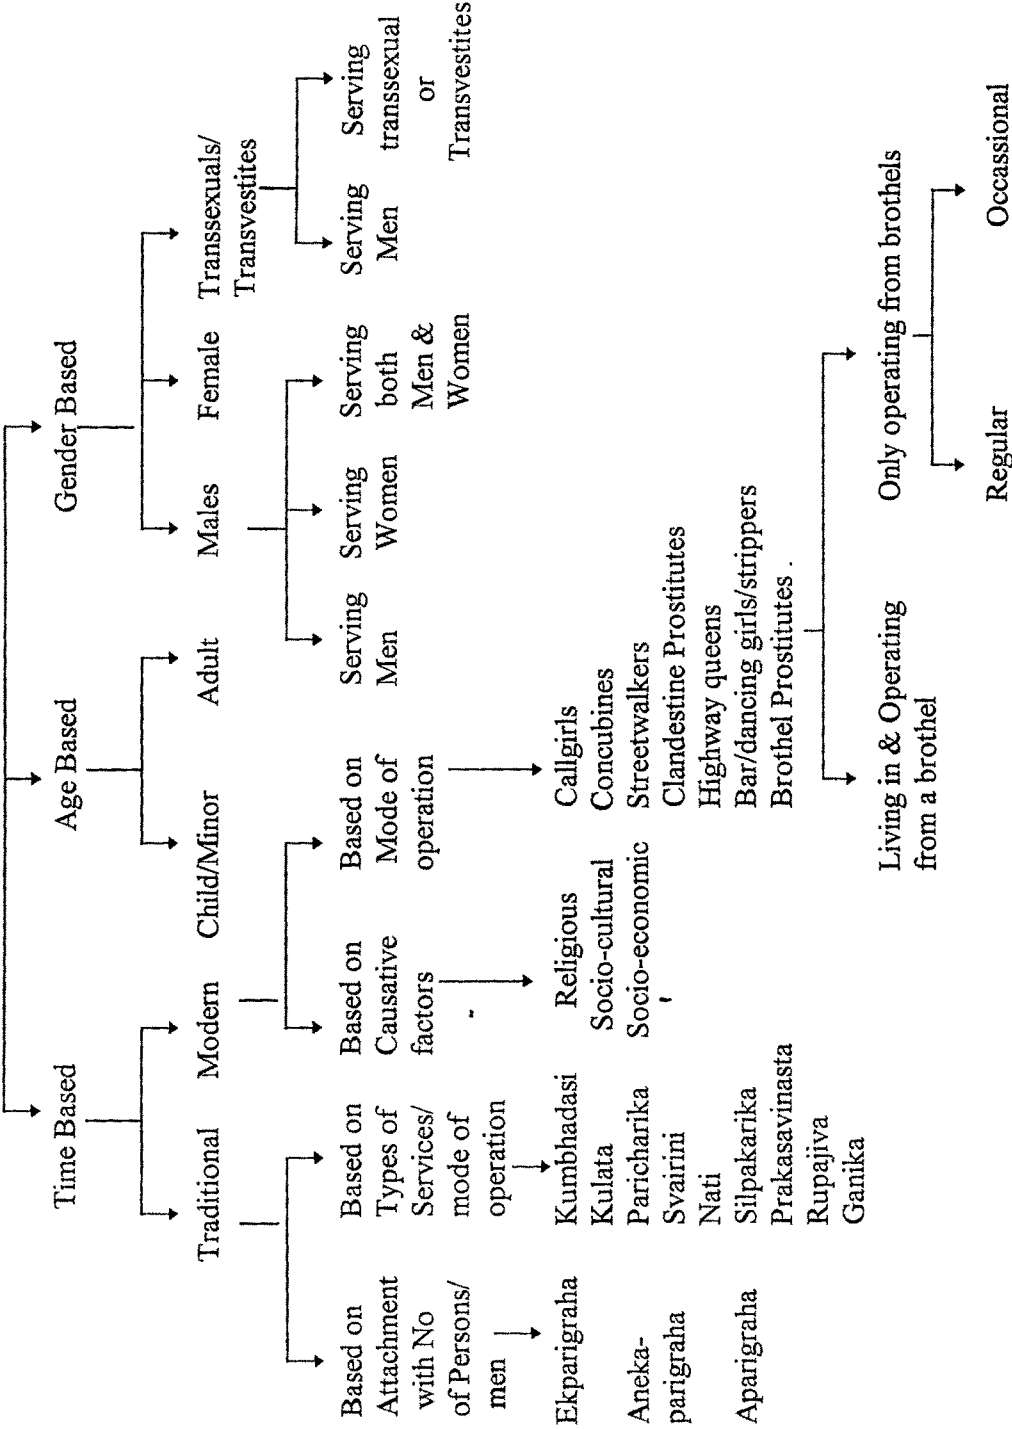 Time Based
Age Based
Gender Based
Traditional
Modern
Child/Minor
Adult
Males
Female
Transsexuals/
Transvestites
Based on
Attachment
with No
of Persons/
men
Based on
Types of
Services/
mode of
operation
Based on
Causative
factors
Based on
Mode of
operation
Serving
Men
Serving
Women
Serving
both
Men &
Women
Serving
Men
Serving
transsexual
or
Transvestites
Ekparigraha
Aneka-
parigraha
Aparigraha
Kumbhadasi
Kulata
Paricharika
Svairini
Nati
Silpakarika
Prakasavinasta
Rupajiva
Ganika
Religious
Socio-cultural
Socio-economic
Callgirls
Concubines
Streetwalkers
Clandestine Prostitutes
Highway queens
Bar/dancing girls/strippers
Brothel Prostitutes .
Living in & Operating
from a brothel
Only operating from brothels
Regular
Occassional